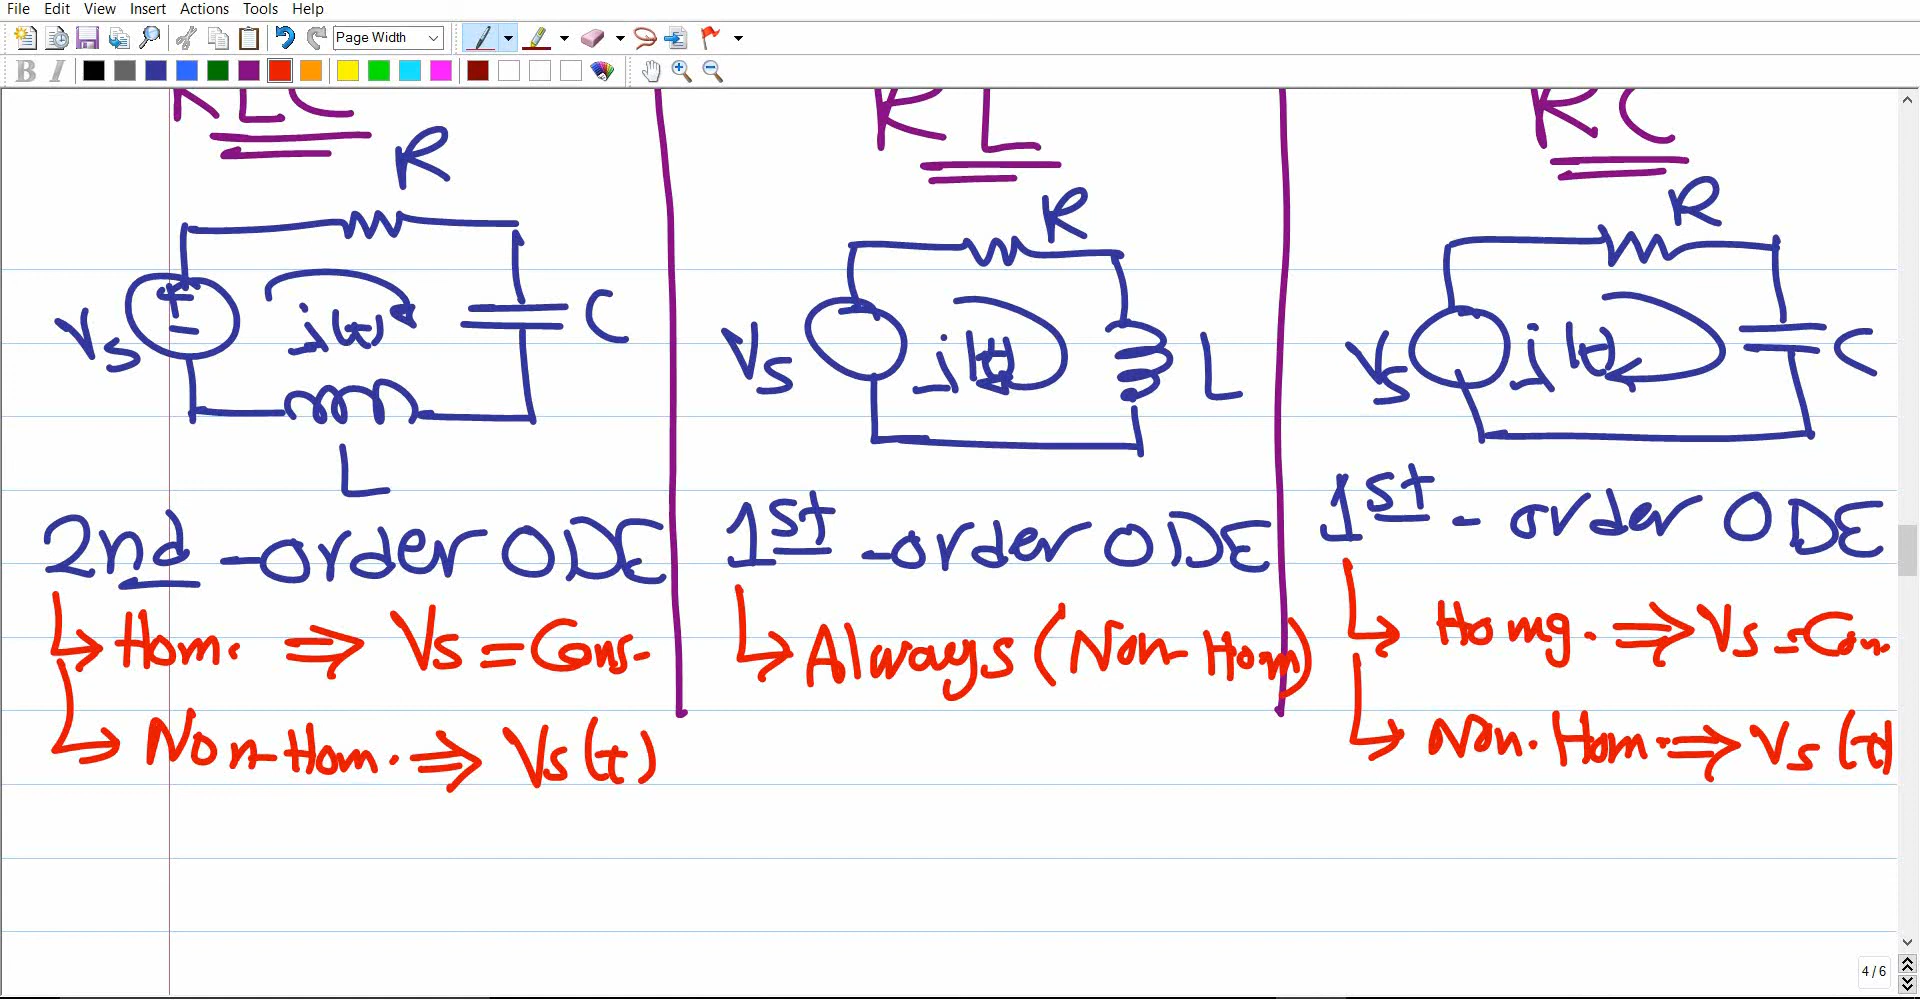 File Edit View Insert Actions Tools Help
Page Width
B I
RLC
R
Vs
+
-
i(t)
C
L
2nd-order ODE
Hom. ⇒ Vs = Cons.
Non-Hom. ⇒ Vs(t)
RL
R
Vs
i(t)
L
1st-order ODE
Always (Non-Hom)
RC
R
Vs
i(t)
C
1st-order ODE
Homg. ⇒ Vs = Con.
Non. Hom. ⇒ Vs(t)
4 / 6